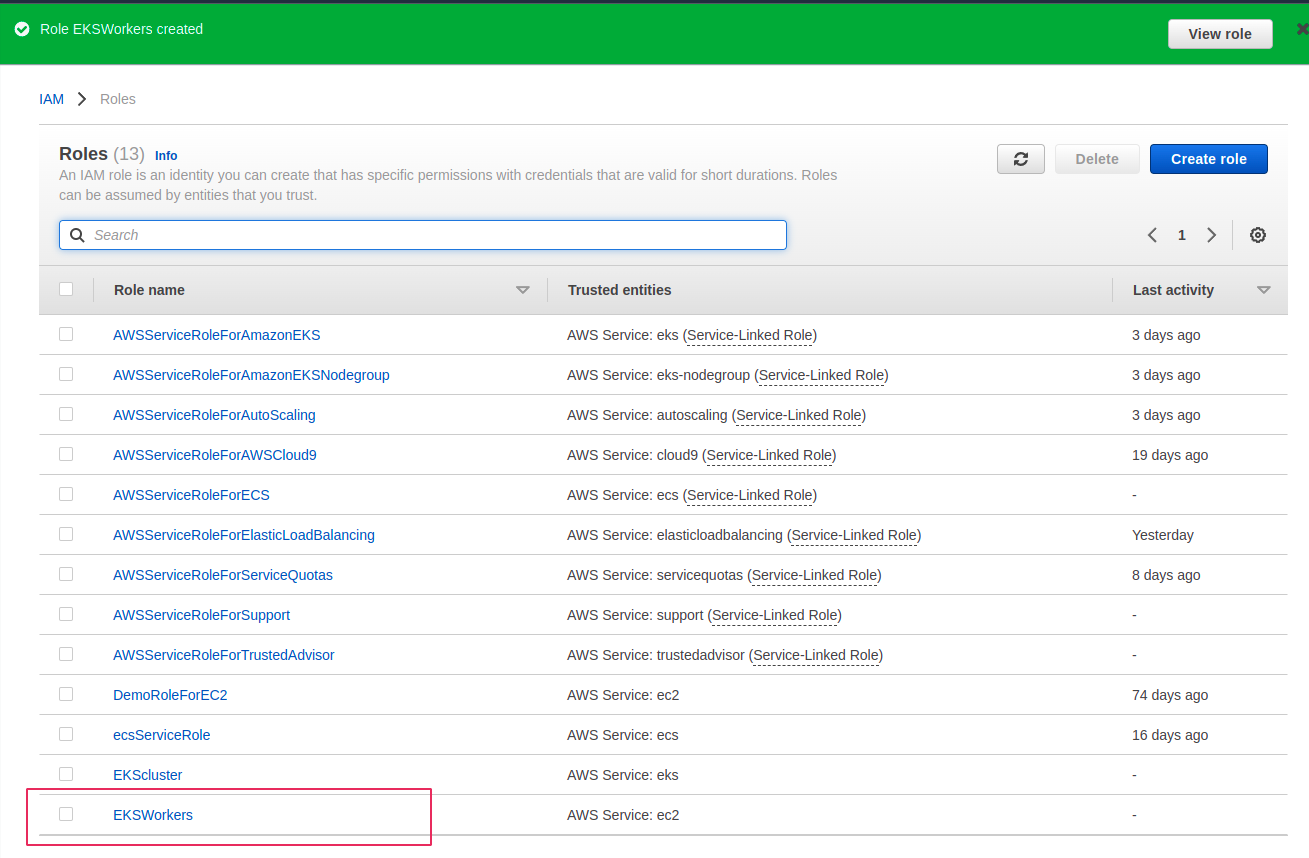 Role EKSWorkers created
View role
IAM Roles
Roles (13) Info
Delete
Create role
An IAM role is an identity you can create that has specific permissions with credentials that are valid for short durations. Roles
can be assumed by entities that you trust.
Search
1
Role name Trusted entities Last activity
AWSServiceRoleForAmazonEKS AWS Service: eks (Service-Linked Role) 3 days ago
AWSServiceRoleForAmazonEKSNodegroup AWS Service: eks-nodegroup (Service-Linked Role) 3 days ago
AWSServiceRoleForAutoScaling AWS Service: autoscaling (Service-Linked Role) 3 days ago
AWSServiceRoleForAWSCloud9 AWS Service: cloud9 (Service-Linked Role) 19 days ago
AWSServiceRoleForECS AWS Service: ecs (Service-Linked Role) -
AWSServiceRoleForElasticLoadBalancing AWS Service: elasticloadbalancing (Service-Linked Role) Yesterday
AWSServiceRoleForServiceQuotas AWS Service: servicequotas (Service-Linked Role) 8 days ago
AWSServiceRoleForSupport AWS Service: support (Service-Linked Role) -
AWSServiceRoleForTrustedAdvisor AWS Service: trustedadvisor (Service-Linked Role) -
DemoRoleForEC2 AWS Service: ec2 74 days ago
ecsServiceRole AWS Service: ecs 16 days ago
EKScluster AWS Service: eks -
EKSWorkers AWS Service: ec2 -